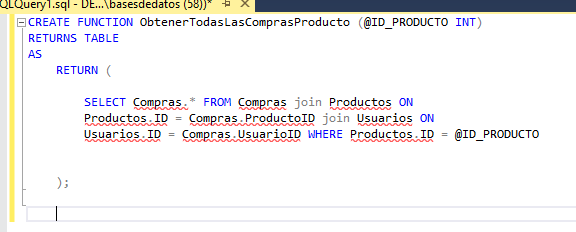 QLQuery1.sql - DE...\basesdedatos (58))*
CREATE FUNCTION ObtenerTodasLasComprasProducto (@ID_PRODUCTO INT)
RETURNS TABLE
AS
RETURN (
SELECT Compras.* FROM Compras join Productos ON
Productos.ID = Compras.ProductoID join Usuarios ON
Usuarios.ID = Compras.UsuarioID WHERE Productos.ID = @ID_PRODUCTO
);